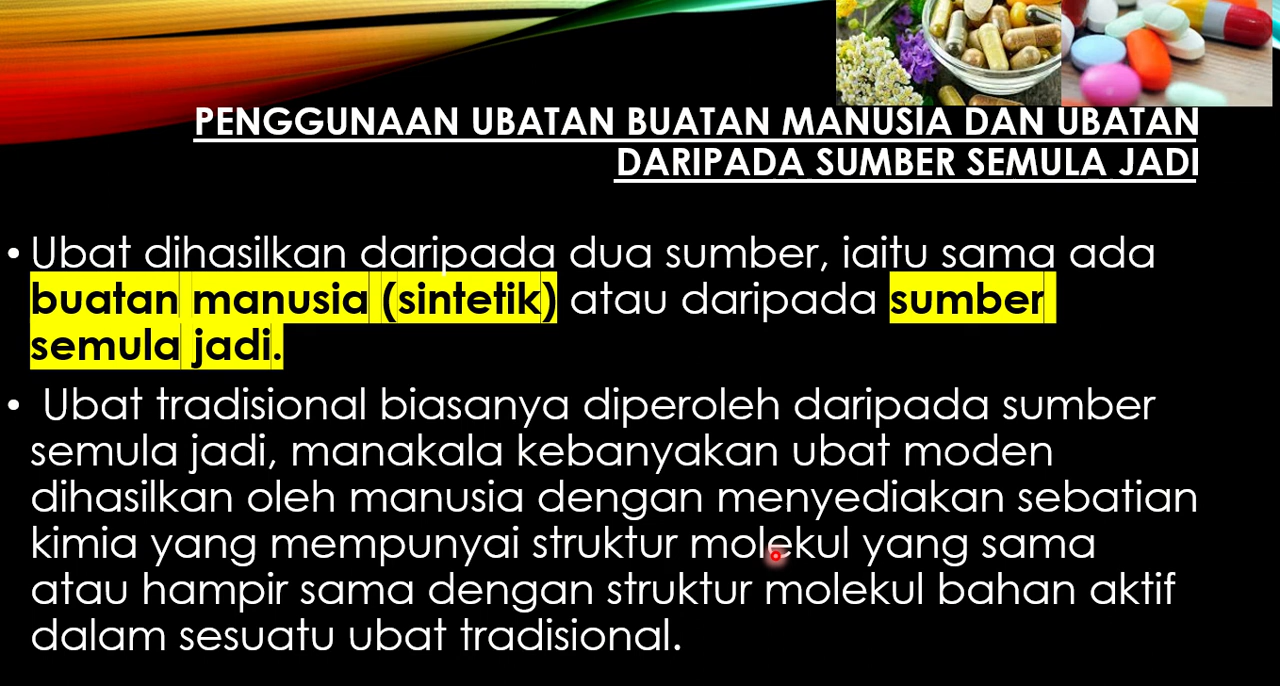 PENGGUNAAN UBATAN BUATAN MANUSIA DAN UBATAN
DARIPADA SUMBER SEMULA JADI
• Ubat dihasilkan daripada dua sumber, iaitu sama ada
buatan manusia (sintetik) atau daripada sumber
semula jadi.
• Ubat tradisional biasanya diperoleh daripada sumber
semula jadi, manakala kebanyakan ubat moden
dihasilkan oleh manusia dengan menyediakan sebatian
kimia yang mempunyai struktur molekul yang sama
atau hampir sama dengan struktur molekul bahan aktif
dalam sesuatu ubat tradisional.